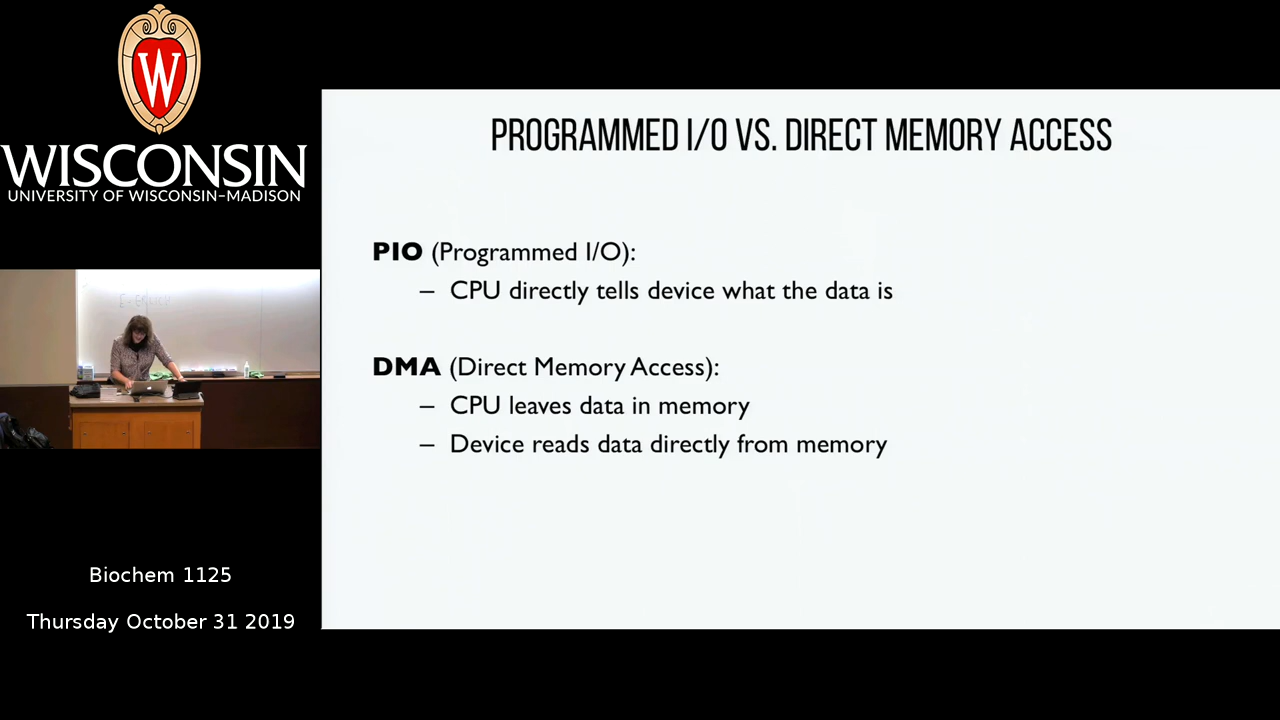 W
WISCONSIN
UNIVERSITY OF WISCONSIN–MADISON
Biochem 1125
Thursday October 31 2019
PROGRAMMED I/O VS. DIRECT MEMORY ACCESS
PIO (Programmed I/O):
– CPU directly tells device what the data is
DMA (Direct Memory Access):
– CPU leaves data in memory
– Device reads data directly from memory